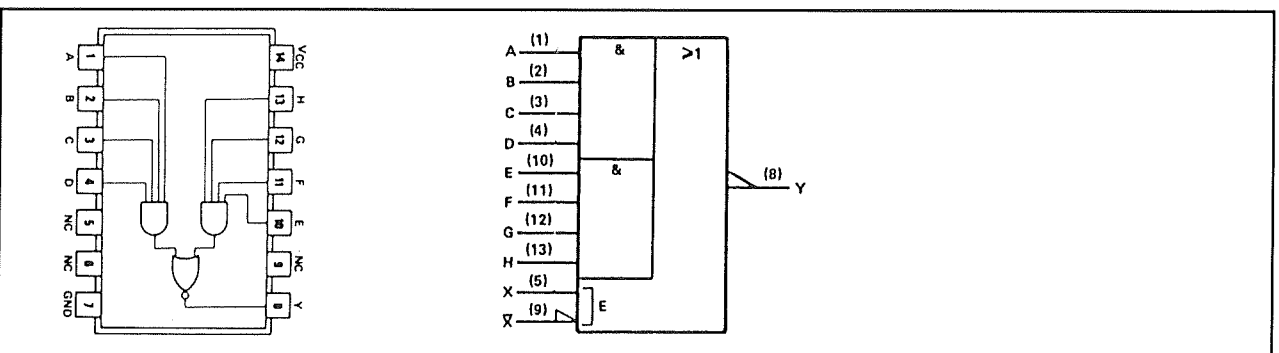 A 1
B 2
C 3
D 4
NC 5
NC 6
GND 7
14 VCC
13 H
12 G
11 F
10 E
9 NC
8 Y
A (1)
B (2)
C (3)
D (4)
E (10)
F (11)
G (12)
H (13)
X (5)
X̅ (9)
&
&
≥1
E
(8) Y